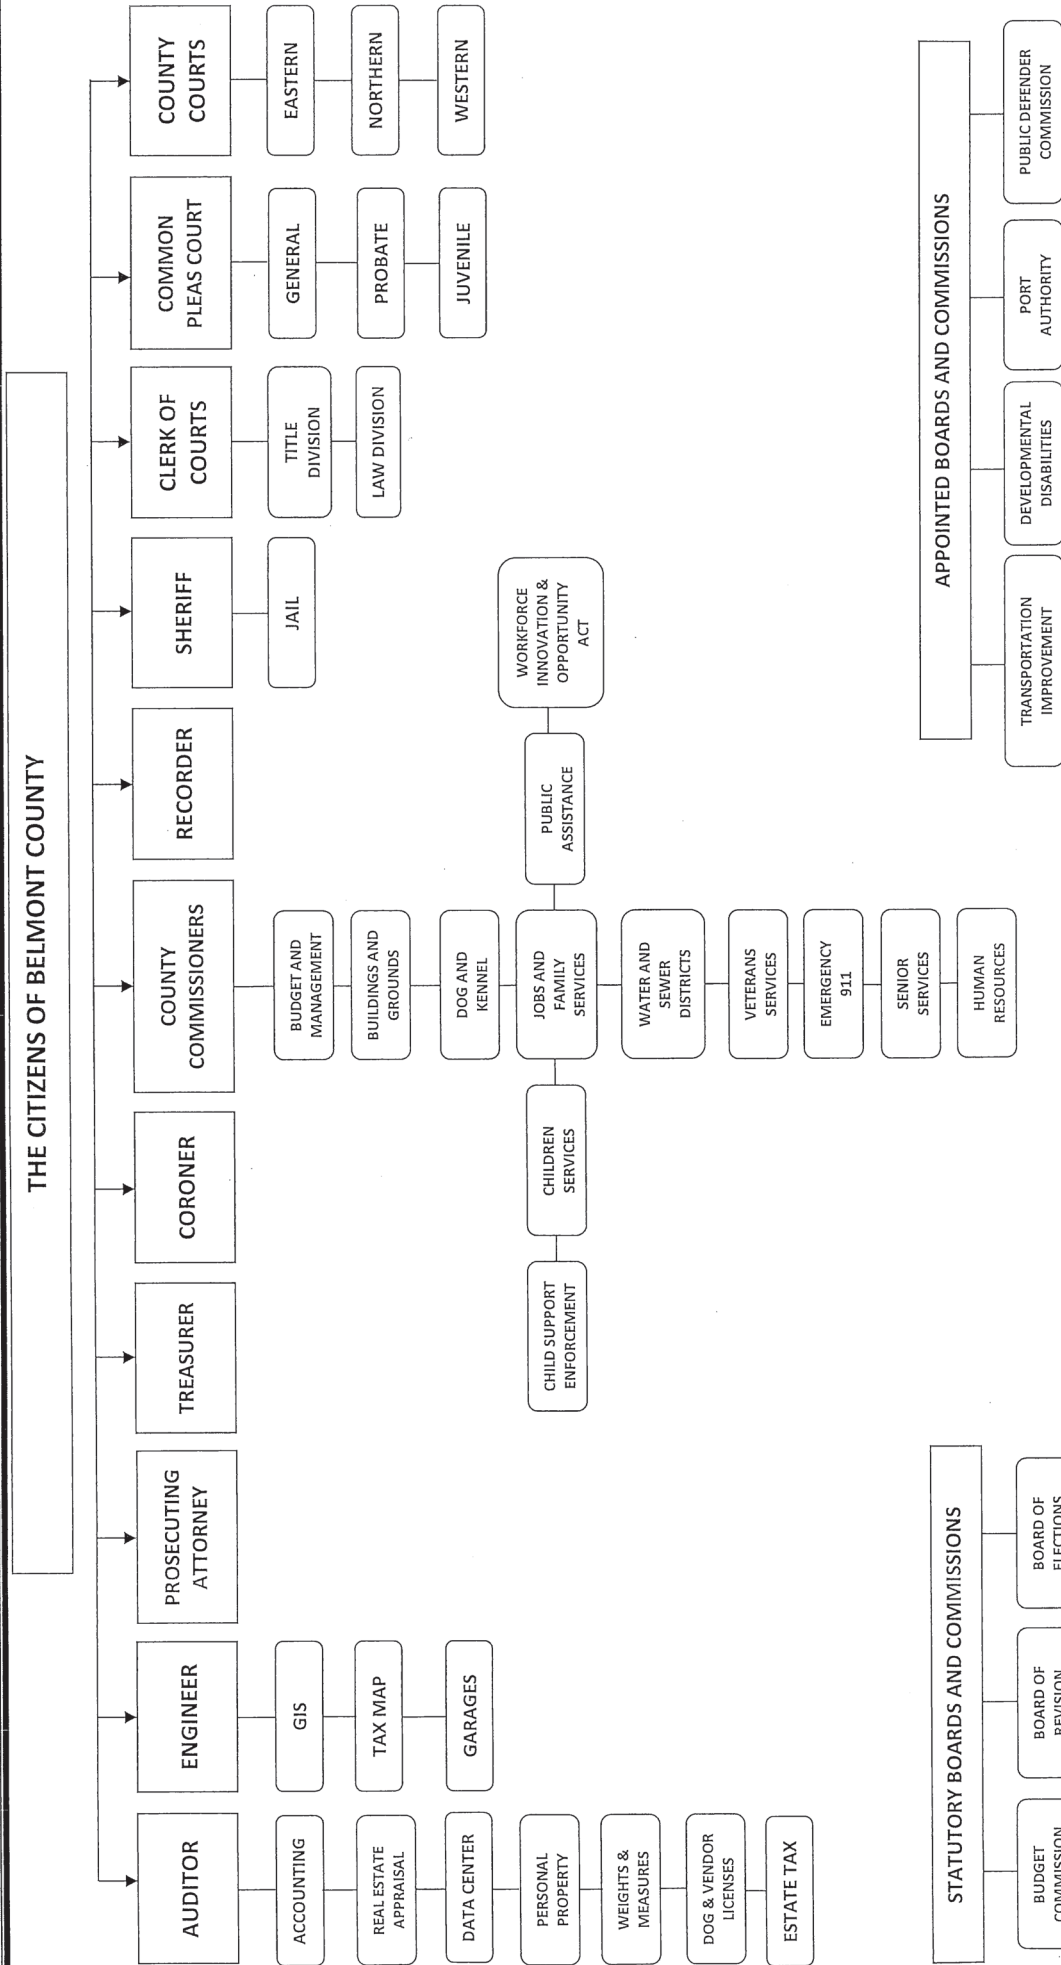 THE CITIZENS OF BELMONT COUNTY
AUDITOR
ACCOUNTING
REAL ESTATE
APPRAISAL
DATA CENTER
PERSONAL
PROPERTY
WEIGHTS &
MEASURES
DOG & VENDOR
LICENSES
ESTATE TAX
ENGINEER
GIS
TAX MAP
GARAGES
PROSECUTING
ATTORNEY
TREASURER
CORONER
COUNTY
COMMISSIONERS
BUDGET AND
MANAGEMENT
BUILDINGS AND
GROUNDS
DOG AND
KENNEL
CHILD SUPPORT
ENFORCEMENT
CHILDREN
SERVICES
JOBS AND
FAMILY
SERVICES
PUBLIC
ASSISTANCE
WORKFORCE
INNOVATION &
OPPORTUNITY
ACT
WATER AND
SEWER
DISTRICTS
VETERANS
SERVICES
EMERGENCY
911
SENIOR
SERVICES
HUMAN
RESOURCES
RECORDER
SHERIFF
JAIL
CLERK OF
COURTS
TITLE
DIVISION
LAW DIVISION
COMMON
PLEAS COURT
GENERAL
PROBATE
JUVENILE
COUNTY
COURTS
EASTERN
NORTHERN
WESTERN
STATUTORY BOARDS AND COMMISSIONS
BUDGET
COMMISSION
BOARD OF
REVISION
BOARD OF
ELECTIONS
APPOINTED BOARDS AND COMMISSIONS
TRANSPORTATION
IMPROVEMENT
DEVELOPMENTAL
DISABILITIES
PORT
AUTHORITY
PUBLIC DEFENDER
COMMISSION